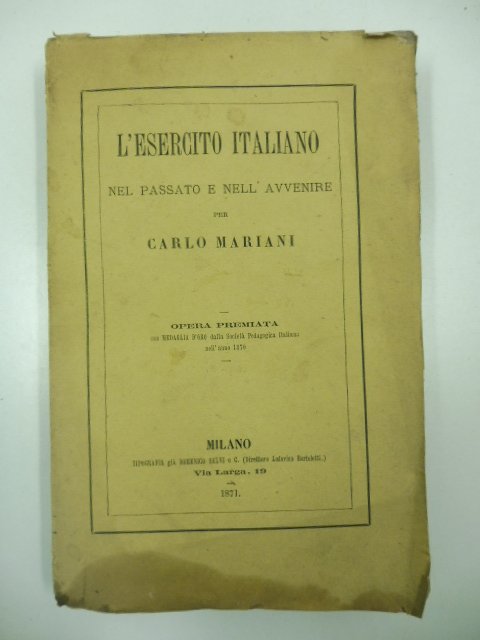 L'ESERCITO ITALIANO
NEL PASSATO E NELL' AVVENIRE
PER
CARLO MARIANI
OPERA PREMIATA
con MEDAGLIA D'ORO dalla Società Pedagogica Italiana
nell'anno 1870
MILANO
TIPOGRAFIA già DOMENICO SALVI e C. (Direttore Lodovico Bortolotti.)
Via Larga, 19
1871.